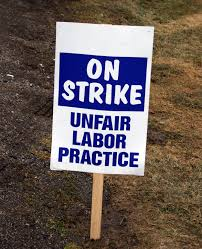 ON
STRIKE
UNFAIR
LABOR
PRACTICE